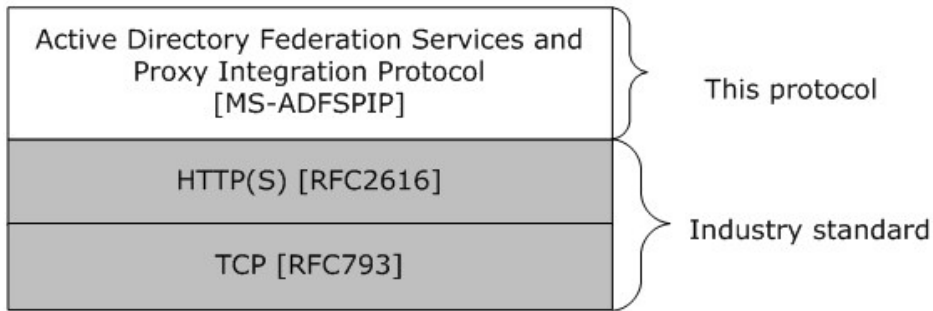 Active Directory Federation Services and
Proxy Integration Protocol
[MS-ADFSPIP]
This protocol
HTTP(S) [RFC2616]
Industry standard
TCP [RFC793]